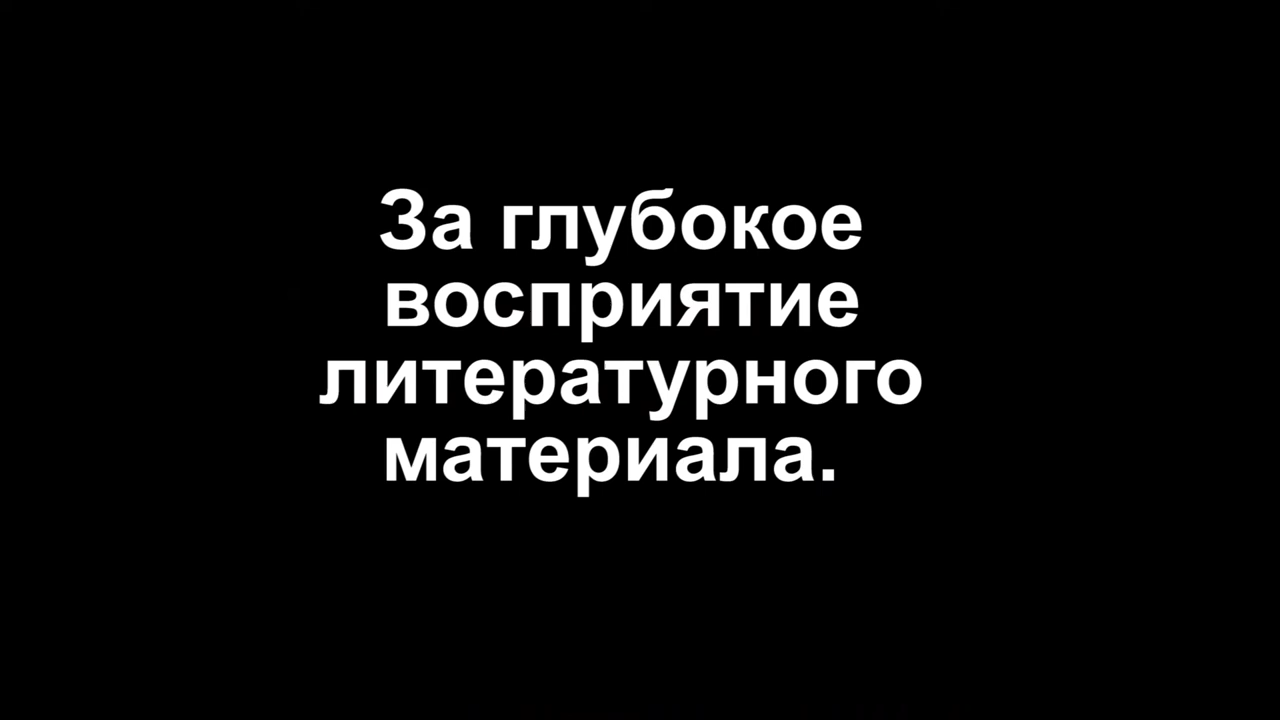 За глубокое
восприятие
литературного
материала.